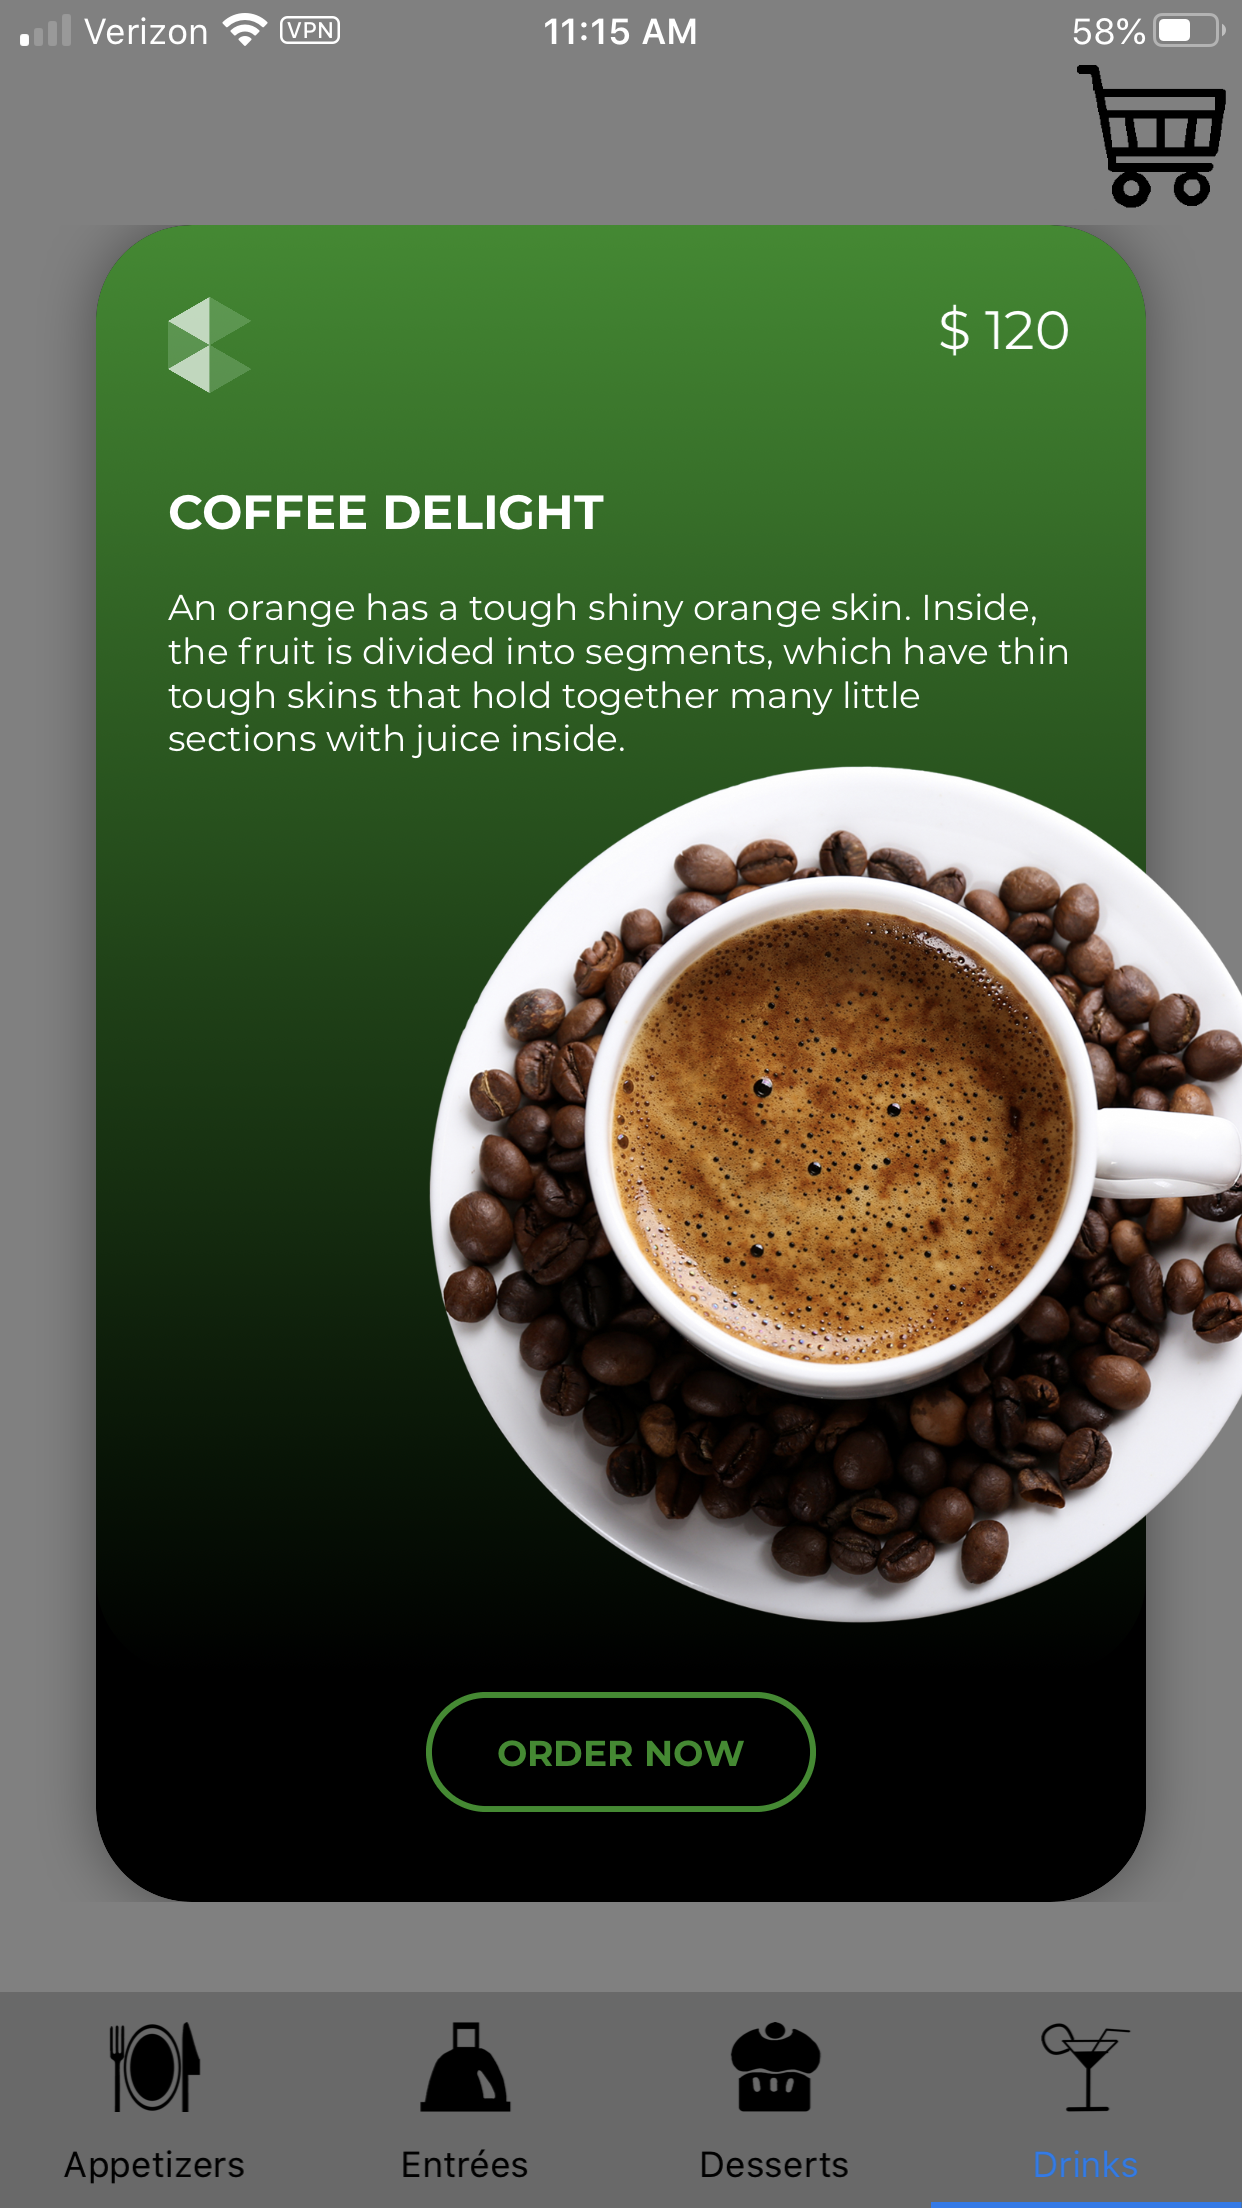 Verizon VPN 11:15 AM 58%
$ 120
COFFEE DELIGHT
An orange has a tough shiny orange skin. Inside,
the fruit is divided into segments, which have thin
tough skins that hold together many little
sections with juice inside.
ORDER NOW
Appetizers Entrées Desserts Drinks